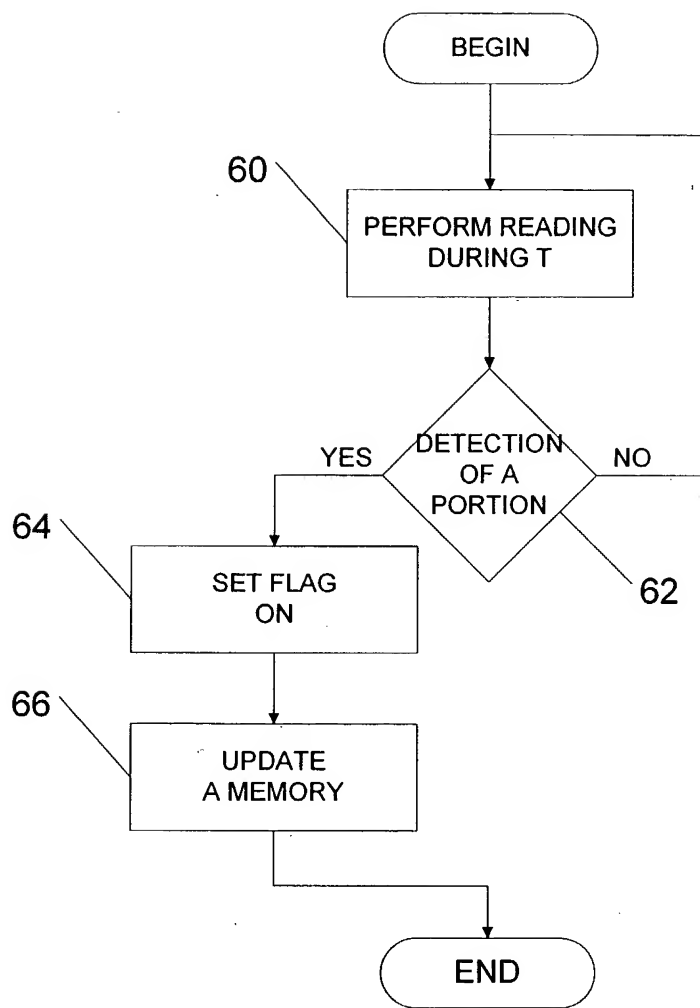 BEGIN
60
PERFORM READING
DURING T
DETECTION
OF A
PORTION
YES
NO
62
64
SET FLAG
ON
66
UPDATE
A MEMORY
END